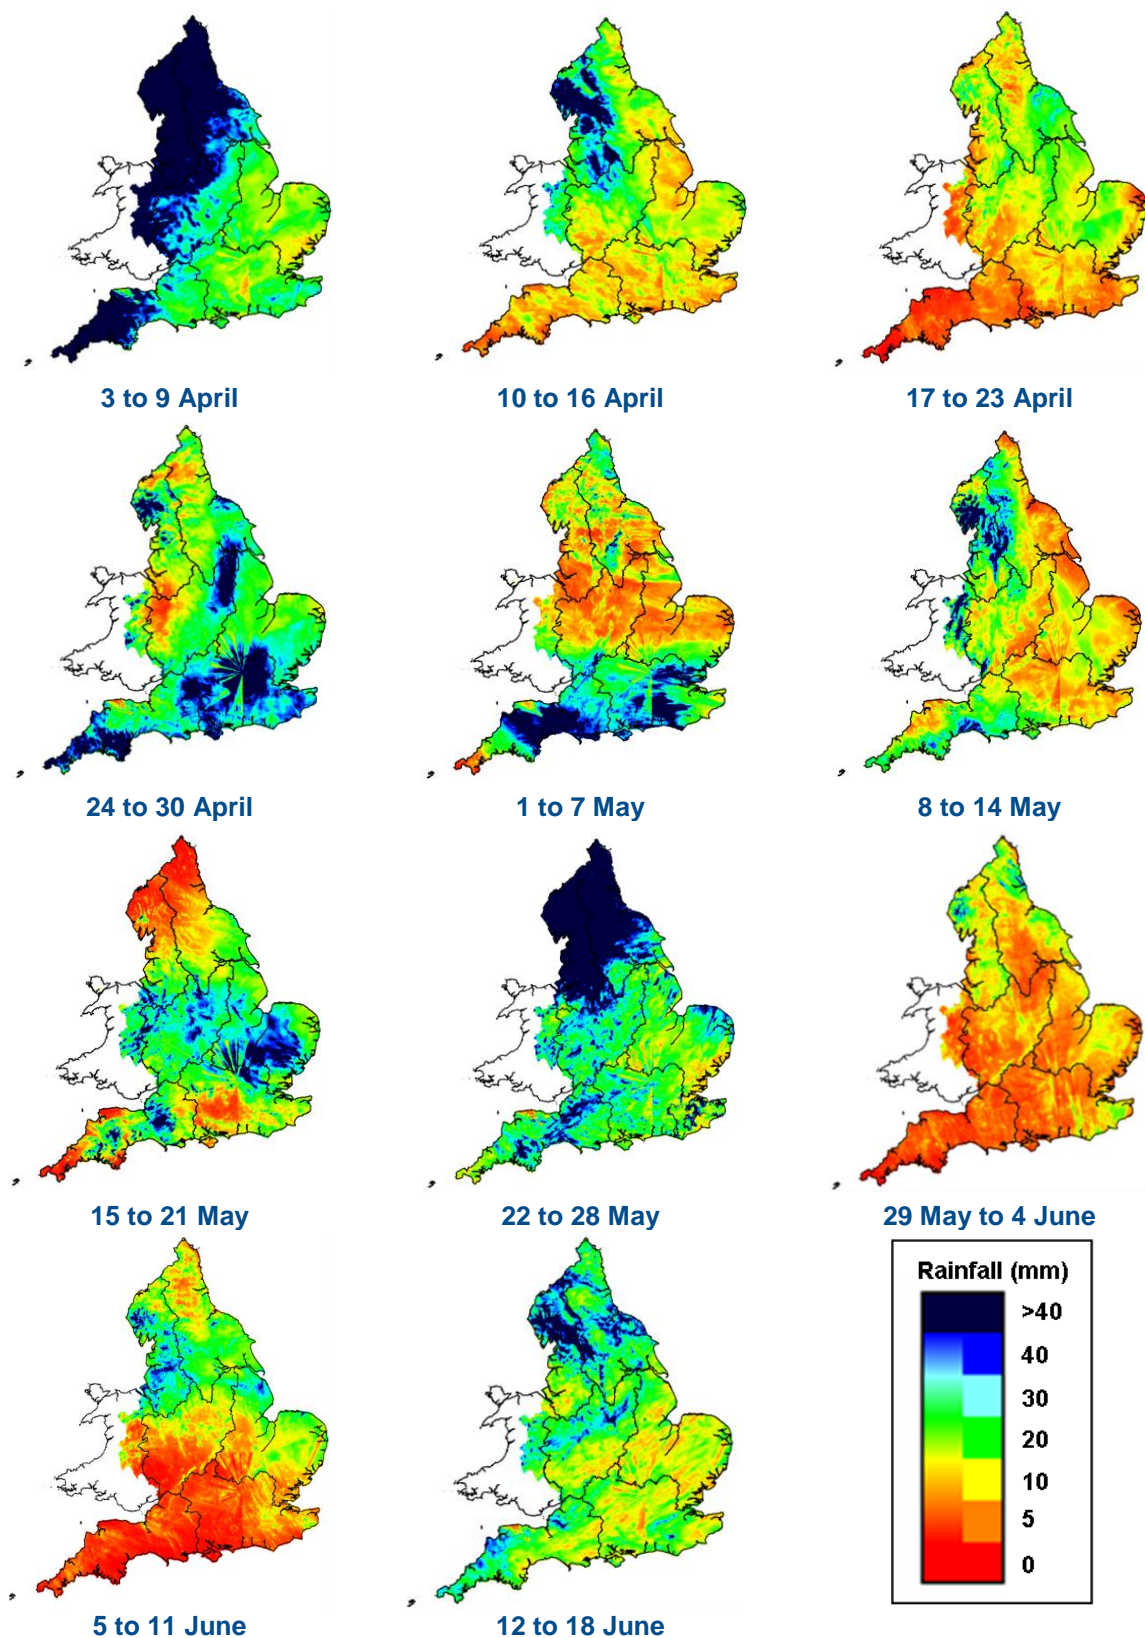 3 to 9 April
10 to 16 April
17 to 23 April
24 to 30 April
1 to 7 May
8 to 14 May
15 to 21 May
22 to 28 May
29 May to 4 June
Rainfall (mm)
>40
40
30
20
10
5
0
5 to 11 June
12 to 18 June